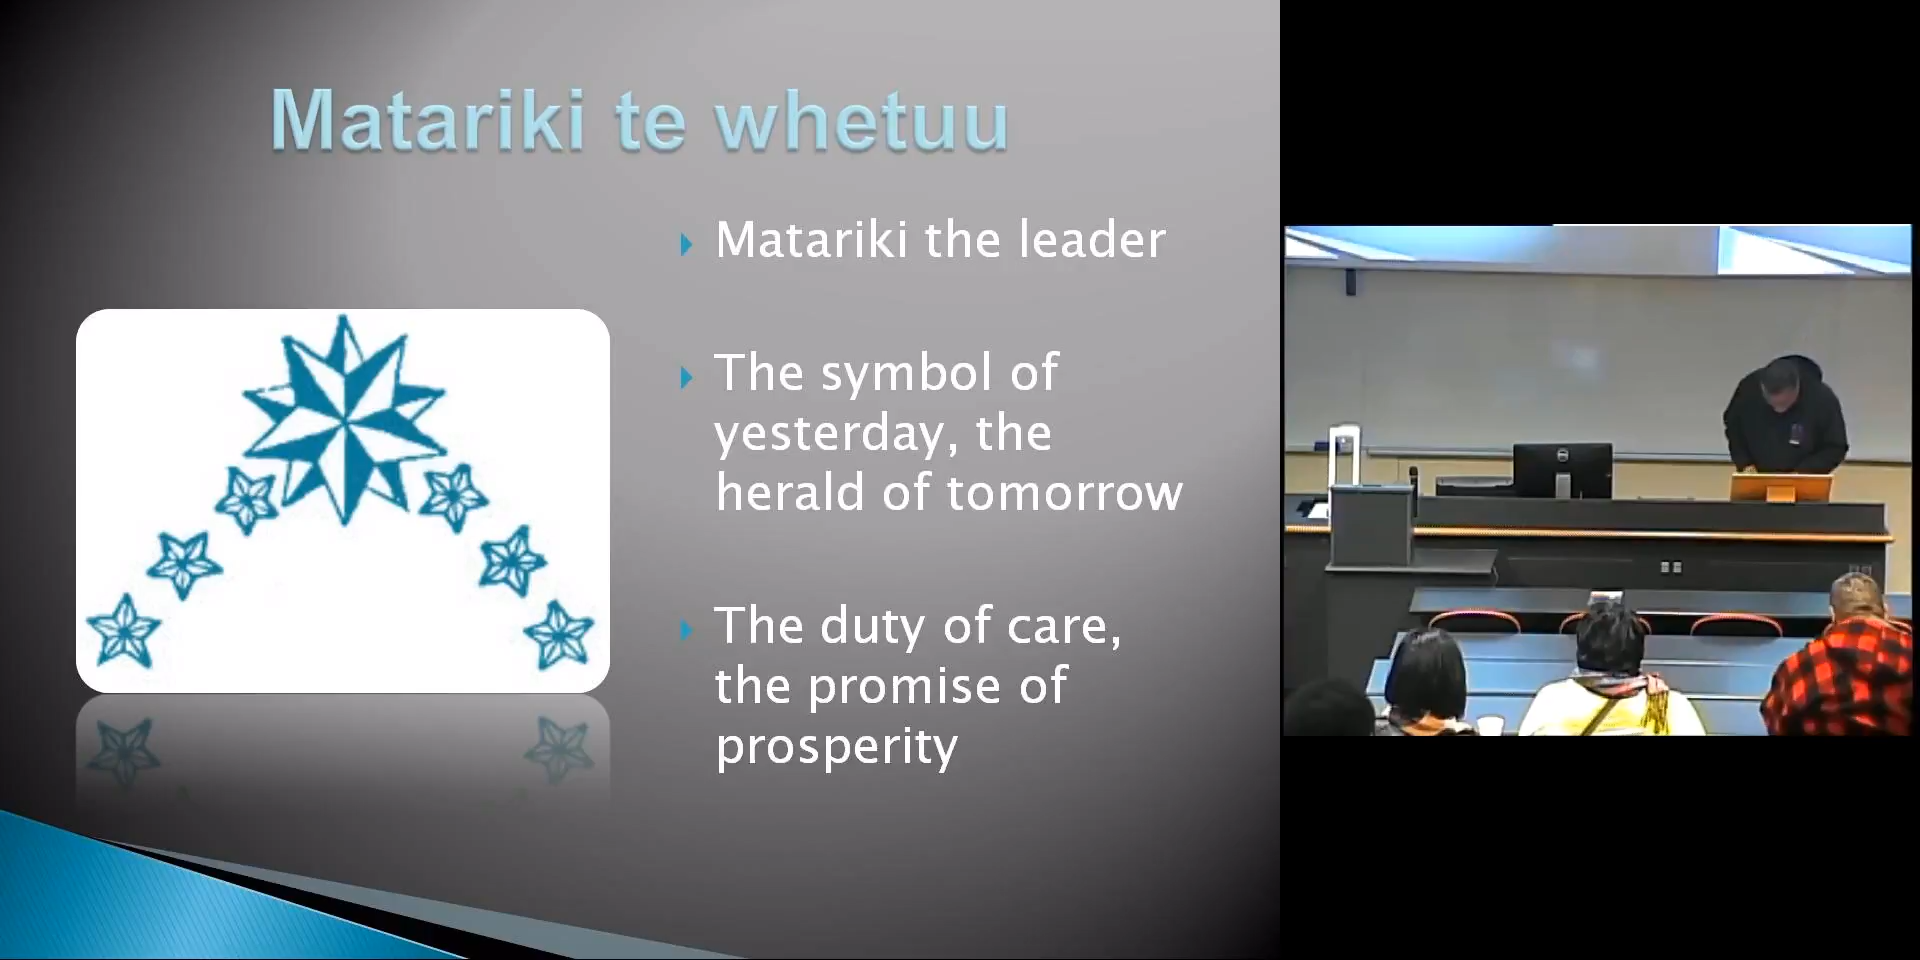 Matariki te whetuu
Matariki the leader
The symbol of
yesterday, the
herald of tomorrow
The duty of care,
the promise of
prosperity